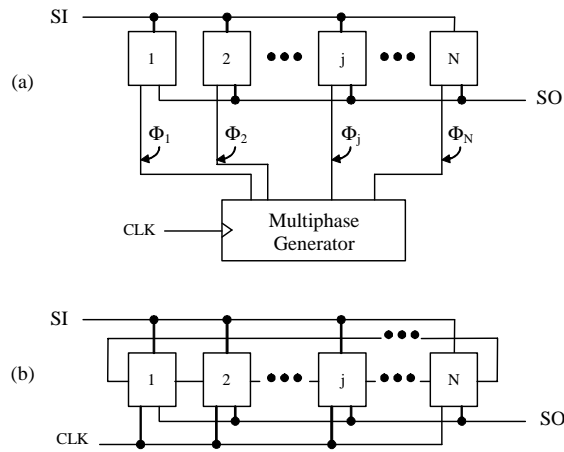 SI
1
2
j
N
(a)
SO
Φ1
Φ2
Φj
ΦN
CLK
Multiphase
Generator
SI
1
2
j
N
(b)
SO
CLK